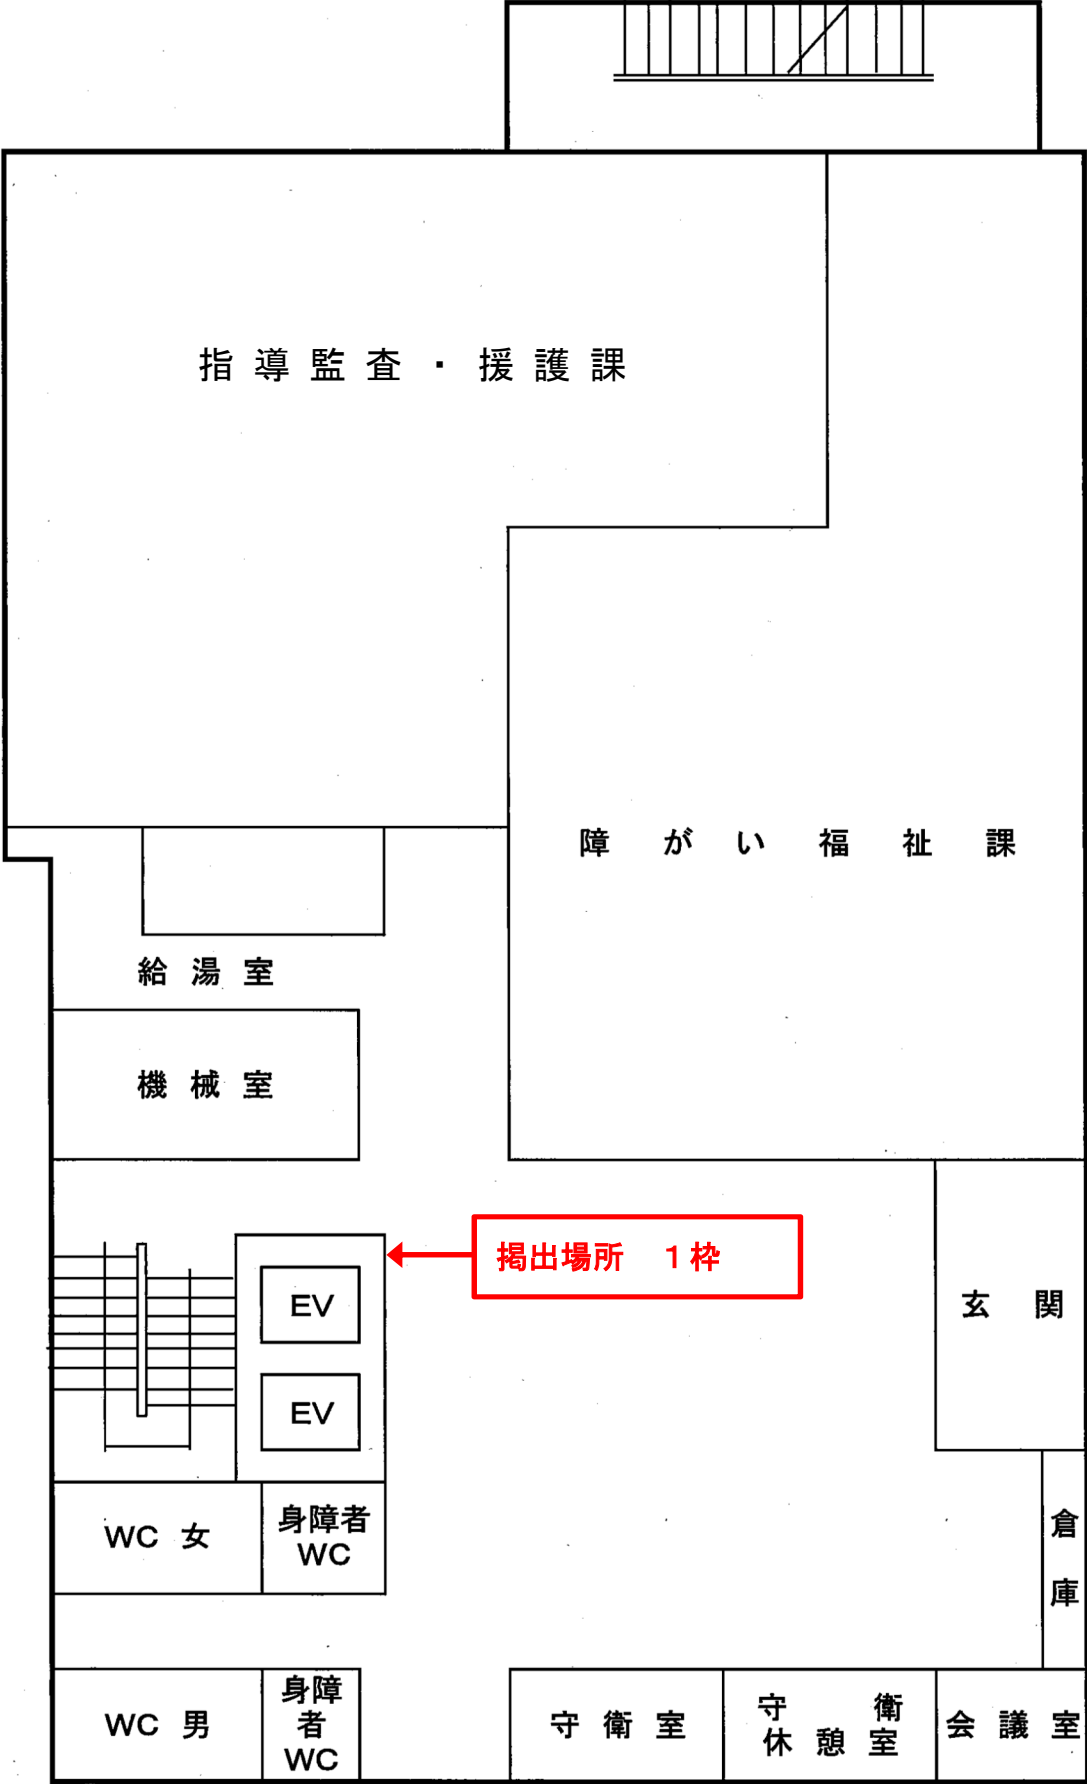 指導監査・援護課
障がい福祉課
給湯室
機械室
掲出場所　１枠
EV
玄関
EV
WC 女
身障者
WC
倉
庫
WC 男
身障
者
WC
守衛室
守衛
休憩室
会議室